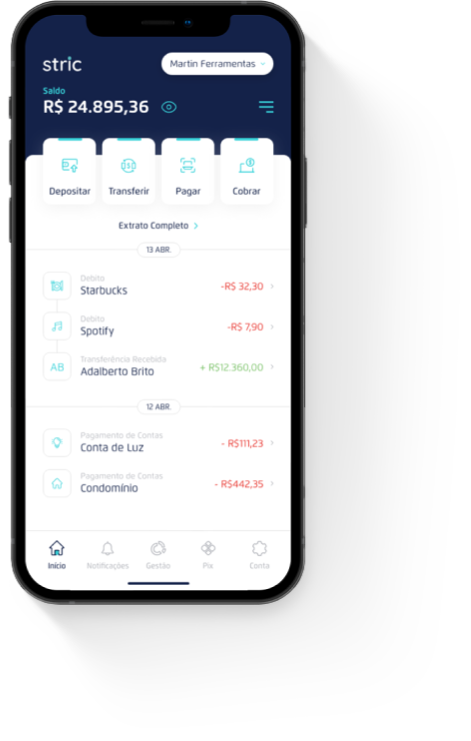 stric
Martin Ferramentas
Saldo
R$ 24.895,36
Depositar
Transferir
Pagar
Cobrar
Extrato Completo
13 ABR.
Debito
Starbucks
-R$ 32,30
Debito
Spotify
-R$ 7,90
AB
Transferência Recebida
Adalberto Brito
+ R$12.360,00
12 ABR.
Pagamento de Contas
Conta de Luz
- R$111,23
Pagamento de Contas
Condomínio
- R$442,35
Início
Notificações
Gestão
Pix
Conta